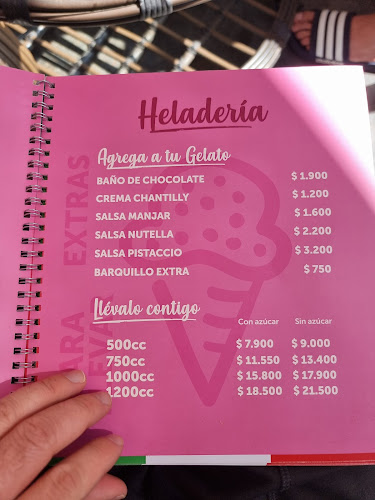 Heladería
EXTRAS
Agrega a tu Gelato
BAÑO DE CHOCOLATE $ 1.900
CREMA CHANTILLY $ 1.200
SALSA MANJAR $ 1.600
SALSA NUTELLA $ 2.200
SALSA PISTACCIO $ 3.200
BARQUILLO EXTRA $ 750
Llévalo contigo Con azúcar Sin azúcar
500cc $ 7.900 $ 9.000
750cc $ 11.550 $ 13.400
1000cc $ 15.800 $ 17.900
1200cc $ 18.500 $ 21.500